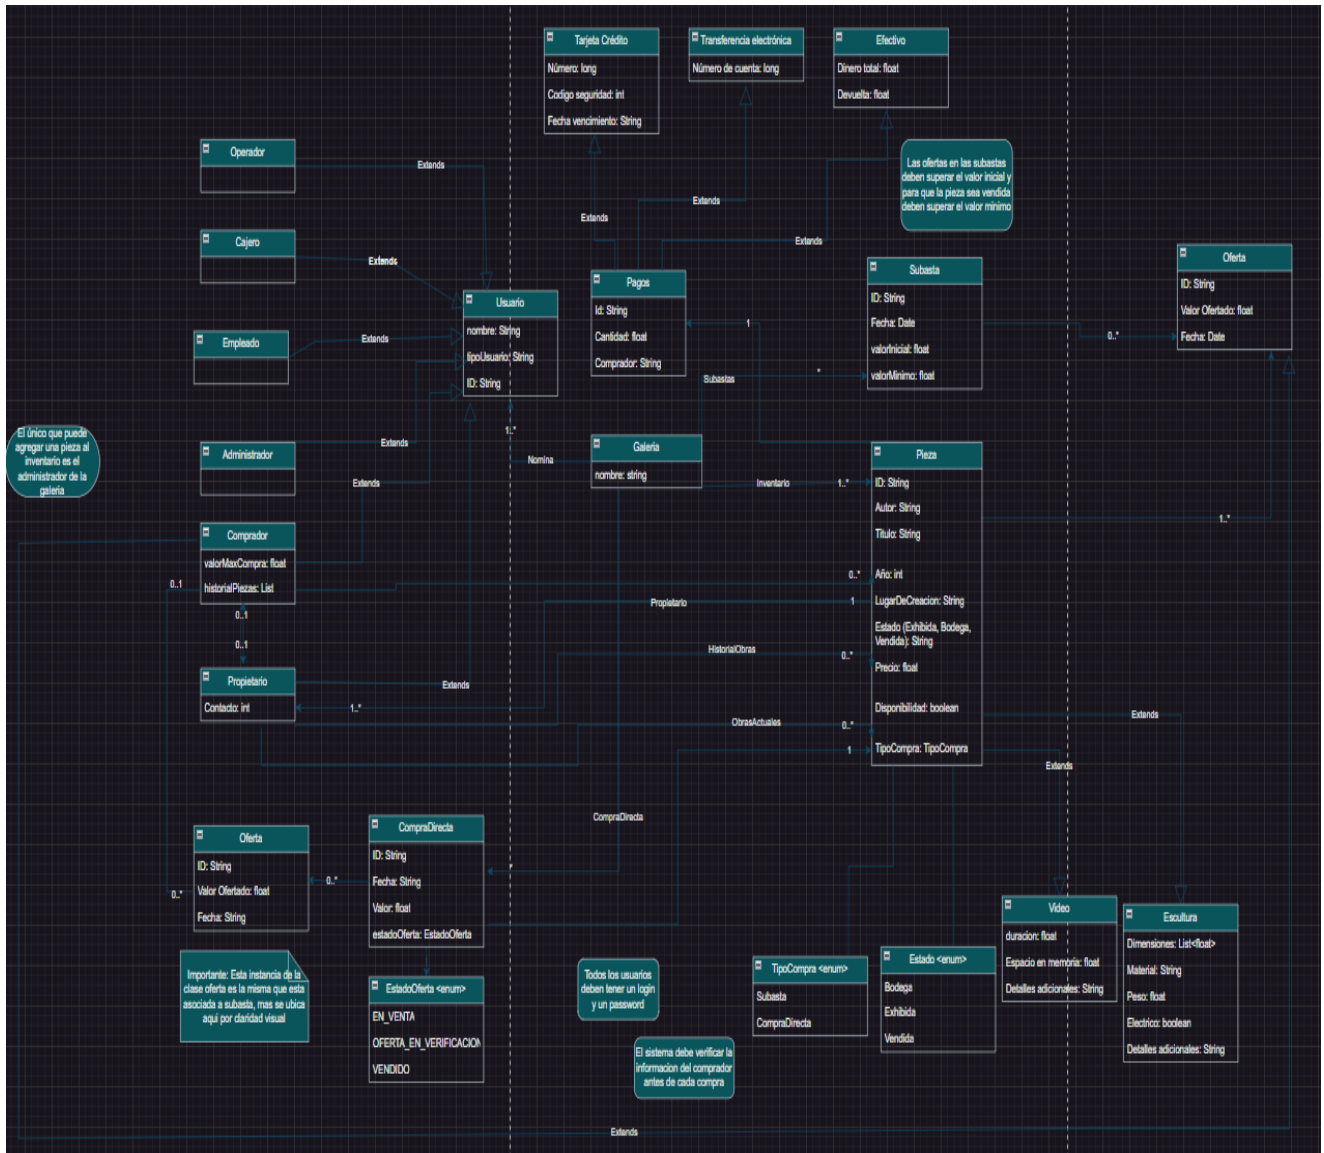 Tarjeta Crédito
Número: long
Codigo seguridad: int
Fecha vencimiento: String
Transferencia electrónica
Número de cuenta: long
Efectivo
Dinero total: float
Devuelta: float
Las ofertas en las subastas
deben superar el valor inicial y
para que la pieza sea vendida
deben superar el valor minimo
Operador
Extends
Cajero
Extends
Empleado
Extends
Usuario
nombre: String
tipoUsuario: String
ID: String
Extends
Extends
Extends
Pagos
Id: String
Cantidad: float
Comprador: String
Subasta
ID: String
Fecha: Date
valorInicial: float
valorMinimo: float
0..*
Oferta
ID: String
Valor Ofertado: float
Fecha: Date
1
Subastas
*
El único que puede
agregar una pieza al
inventario es el
administrador de la
galeria
Administrador
Extends
1..*
Nomina
Galeria
nombre: string
Inventario
1..*
Extends
Pieza
ID: String
Autor: String
Titulo: String
Año: int
LugarDeCreacion: String
Estado (Exhibida, Bodega,
Vendida): String
Precio: float
Disponibilidad: boolean
TipoCompra: TipoCompra
1..*
Comprador
valorMaxCompra: float
historialPiezas: List
0..1
0..*
0..1
0..1
Propietario
1
HistorialObras
0..*
Propietario
Contacto: int
Extends
1..*
ObrasActuales
0..*
1
Extends
Extends
CompraDirecta
*
Oferta
ID: String
Valor Ofertado: float
Fecha: String
0..*
0..*
CompraDirecta
ID: String
Fecha: String
Valor: float
estadoOferta: EstadoOferta
Importante: Esta instancia de la
clase oferta es la misma que esta
asociada a subasta, mas se ubica
aqui por claridad visual
EstadoOferta <enum>
EN_VENTA
OFERTA_EN_VERIFICACION
VENDIDO
Todos los usuarios
deben tener un login
y un password
El sistema debe verificar la
informacion del comprador
antes de cada compra
TipoCompra <enum>
Subasta
CompraDirecta
Estado <enum>
Bodega
Exhibida
Vendida
Video
duracion: float
Espacio en memoria: float
Detalles adicionales: String
Escultura
Dimensiones: List<float>
Material: String
Peso: float
Electrico: boolean
Detalles adicionales: String
Extends